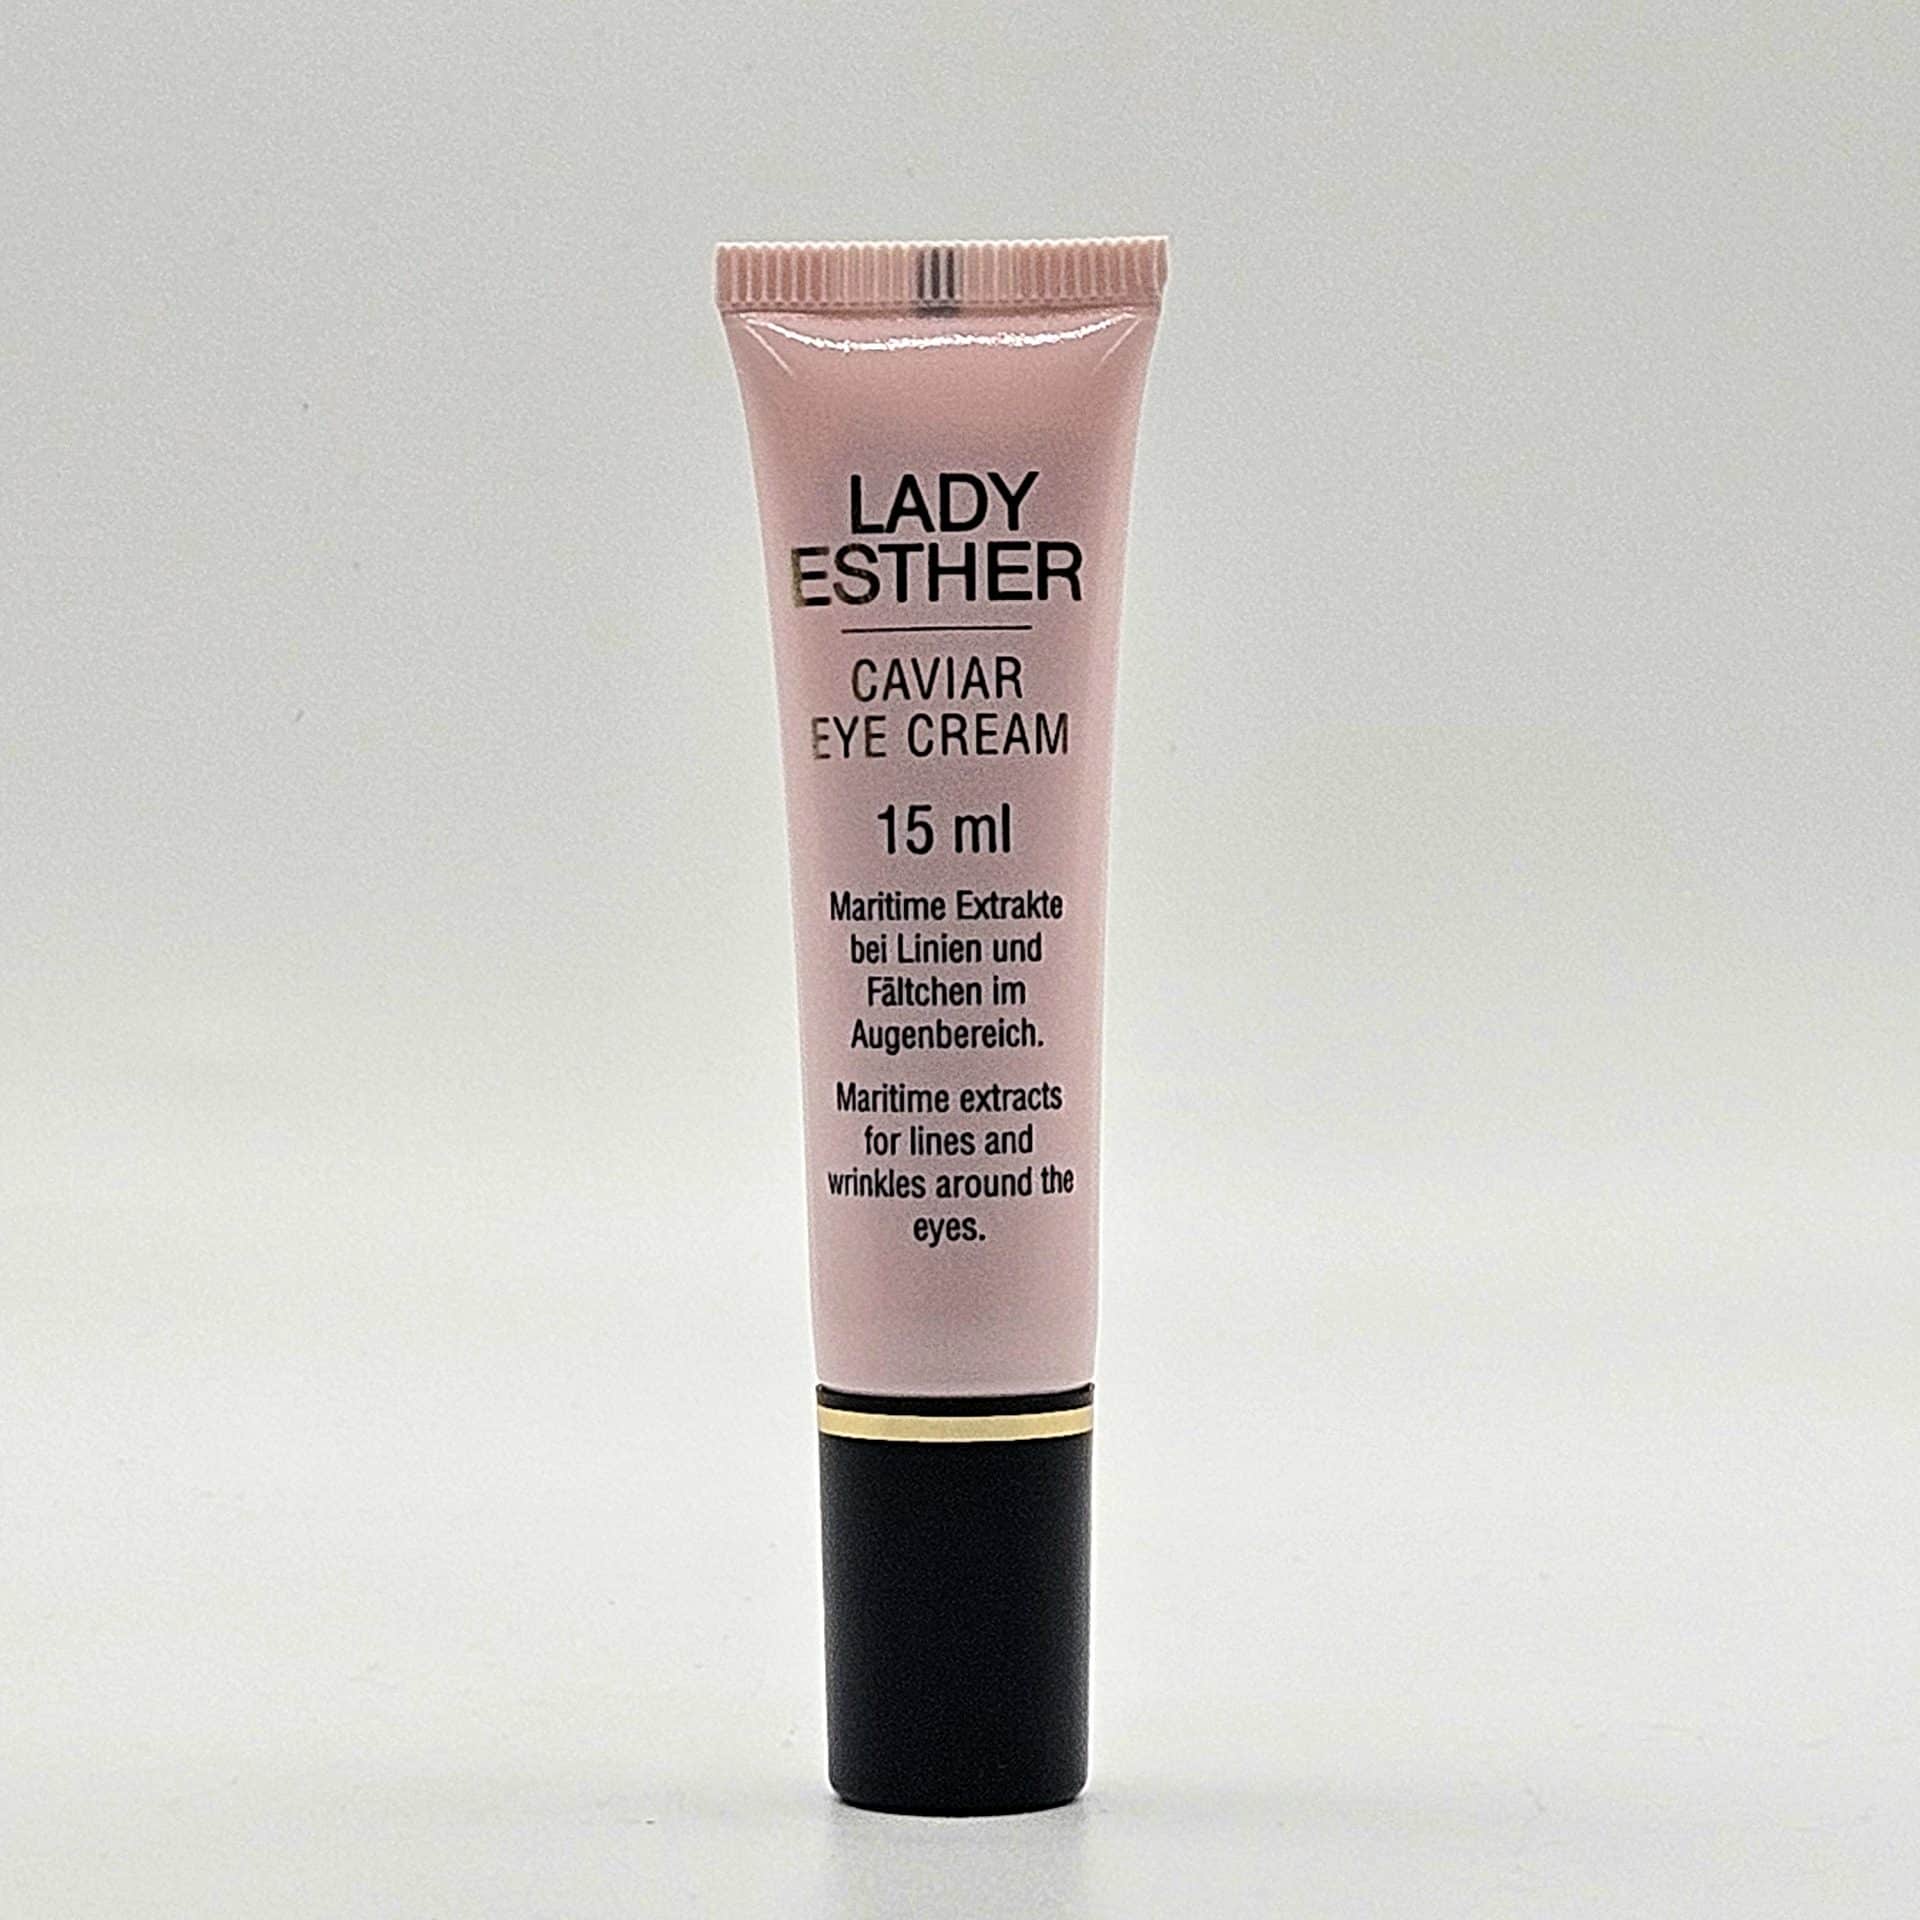 LADY
ESTHER
CAVIAR
EYE CREAM
15 ml
Maritime Extrakte
bei Linien und
Fältchen im
Augenbereich.
Maritime extracts
for lines and
wrinkles around the
eyes.